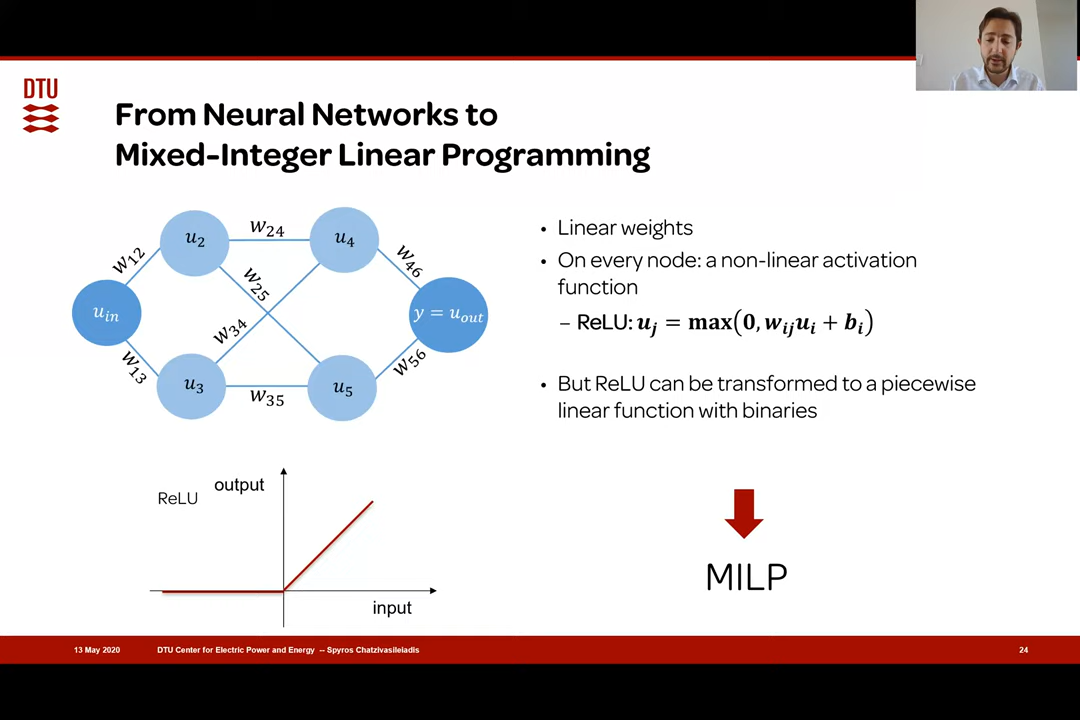 DTU
From Neural Networks to
Mixed-Integer Linear Programming
u₂
w₂₄
u₄
w₁₂
w₂₅
w₄₆
u_in
y = u_out
w₃₄
w₁₃
w₅₆
u₃
w₃₅
u₅
• Linear weights
• On every node: a non-linear activation
function
– ReLU: u_j = max(0, w_ij u_i + b_i)
• But ReLU can be transformed to a piecewise
linear function with binaries
output
ReLU
input
MILP
13 May 2020 DTU Center for Electric Power and Energy -- Spyros Chatzivasileiadis 24